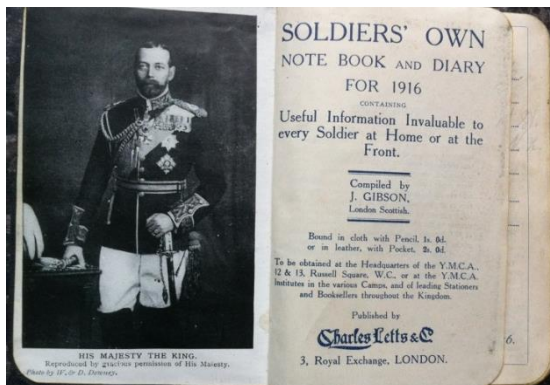 HIS MAJESTY THE KING.
Reproduced by gracious permission of His Majesty.
Photo by W. & D. Downey.
SOLDIERS' OWN
NOTE BOOK AND DIARY
FOR 1916
CONTAINING
Useful Information Invaluable to
every Soldier at Home or at the
Front.
Compiled by
J. GIBSON,
London Scottish.
Bound in cloth with Pencil, 1s. 0d.
or in leather, with Pocket, 2s. 0d.
To be obtained at the Headquarters of the Y.M.C.A.,
12 & 13, Russell Square, W.C., or at the Y.M.C.A.
Institutes in the various Camps, and of leading Stationers
and Booksellers throughout the Kingdom.
Published by
Charles Letts & Co
3, Royal Exchange, LONDON.
6.